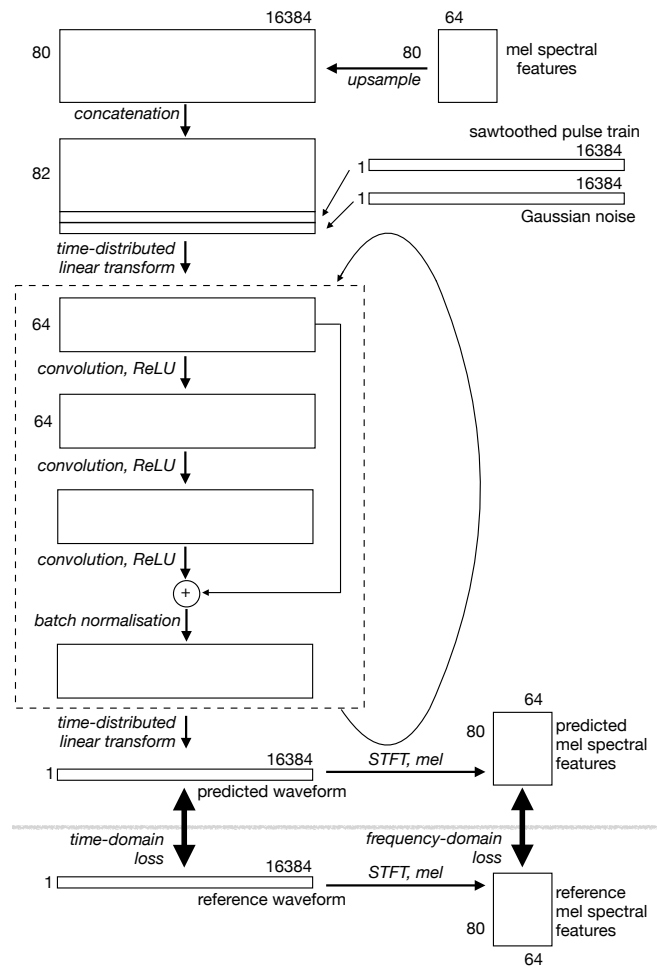 16384
64
80
80
mel spectral
features
upsample
concatenation
sawtoothed pulse train
16384
82
1
16384
1
Gaussian noise
time-distributed
linear transform
64
convolution, ReLU
64
convolution, ReLU
convolution, ReLU
+
batch normalisation
64
time-distributed
linear transform
80
predicted
mel spectral
features
16384
STFT, mel
1
predicted waveform
time-domain
loss
frequency-domain
loss
16384
STFT, mel
1
reference waveform
reference
mel spectral
features
80
64